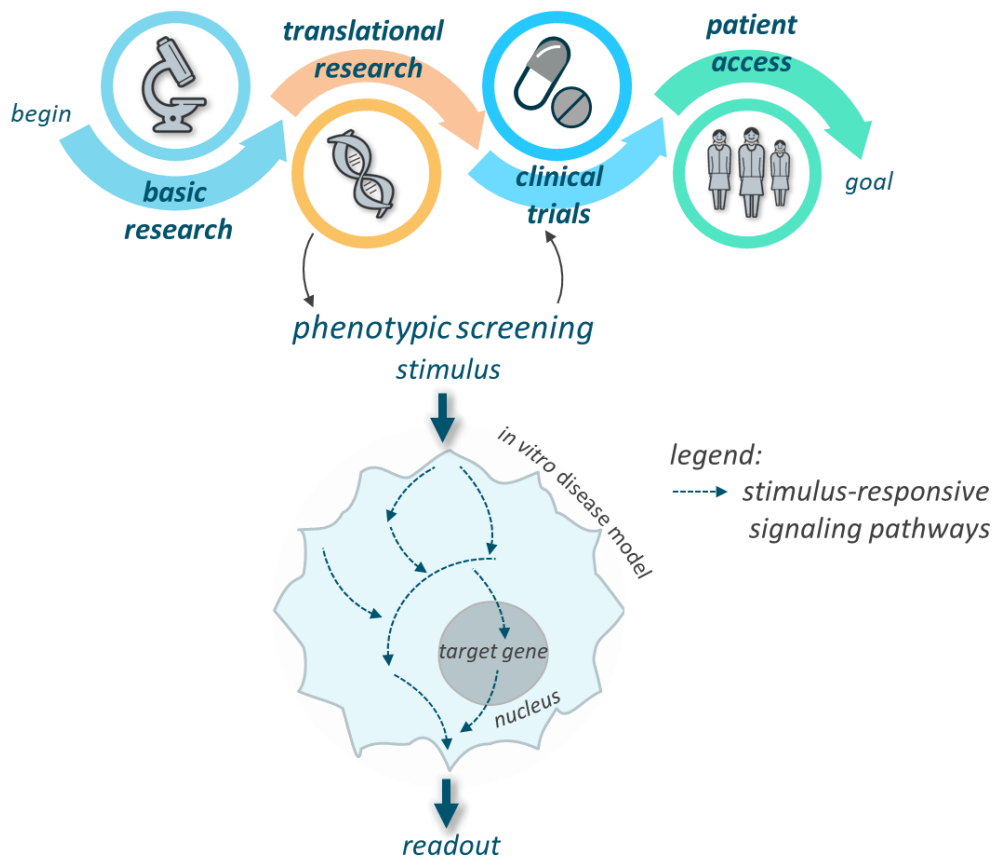 begin
basic
research
translational
research
clinical
trials
patient
access
goal
phenotypic screening
stimulus
in vitro disease model
legend:
stimulus-responsive
signaling pathways
target gene
nucleus
readout